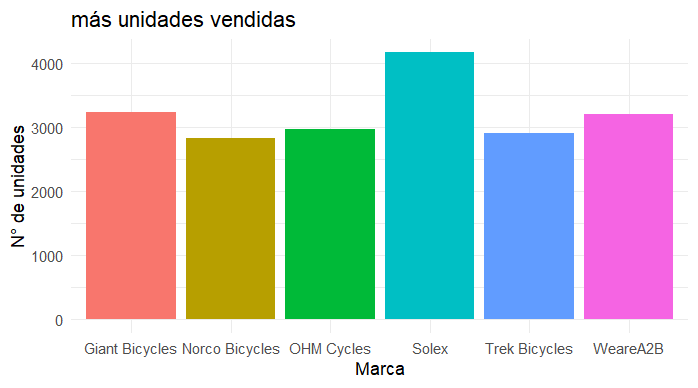 más unidades vendidas
N° de unidades
4000
3000
2000
1000
0
Giant Bicycles Norco Bicycles OHM Cycles Solex Trek Bicycles WeareA2B
Marca